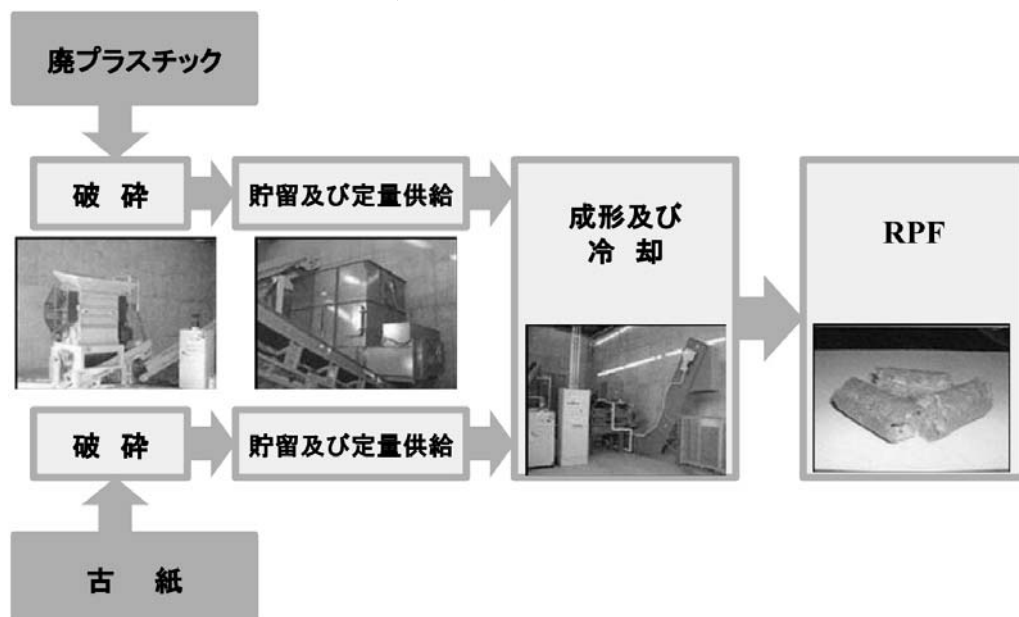 廃プラスチック
破 砕
貯留及び定量供給
成形及び
冷 却
RPF
破 砕
貯留及び定量供給
古 紙